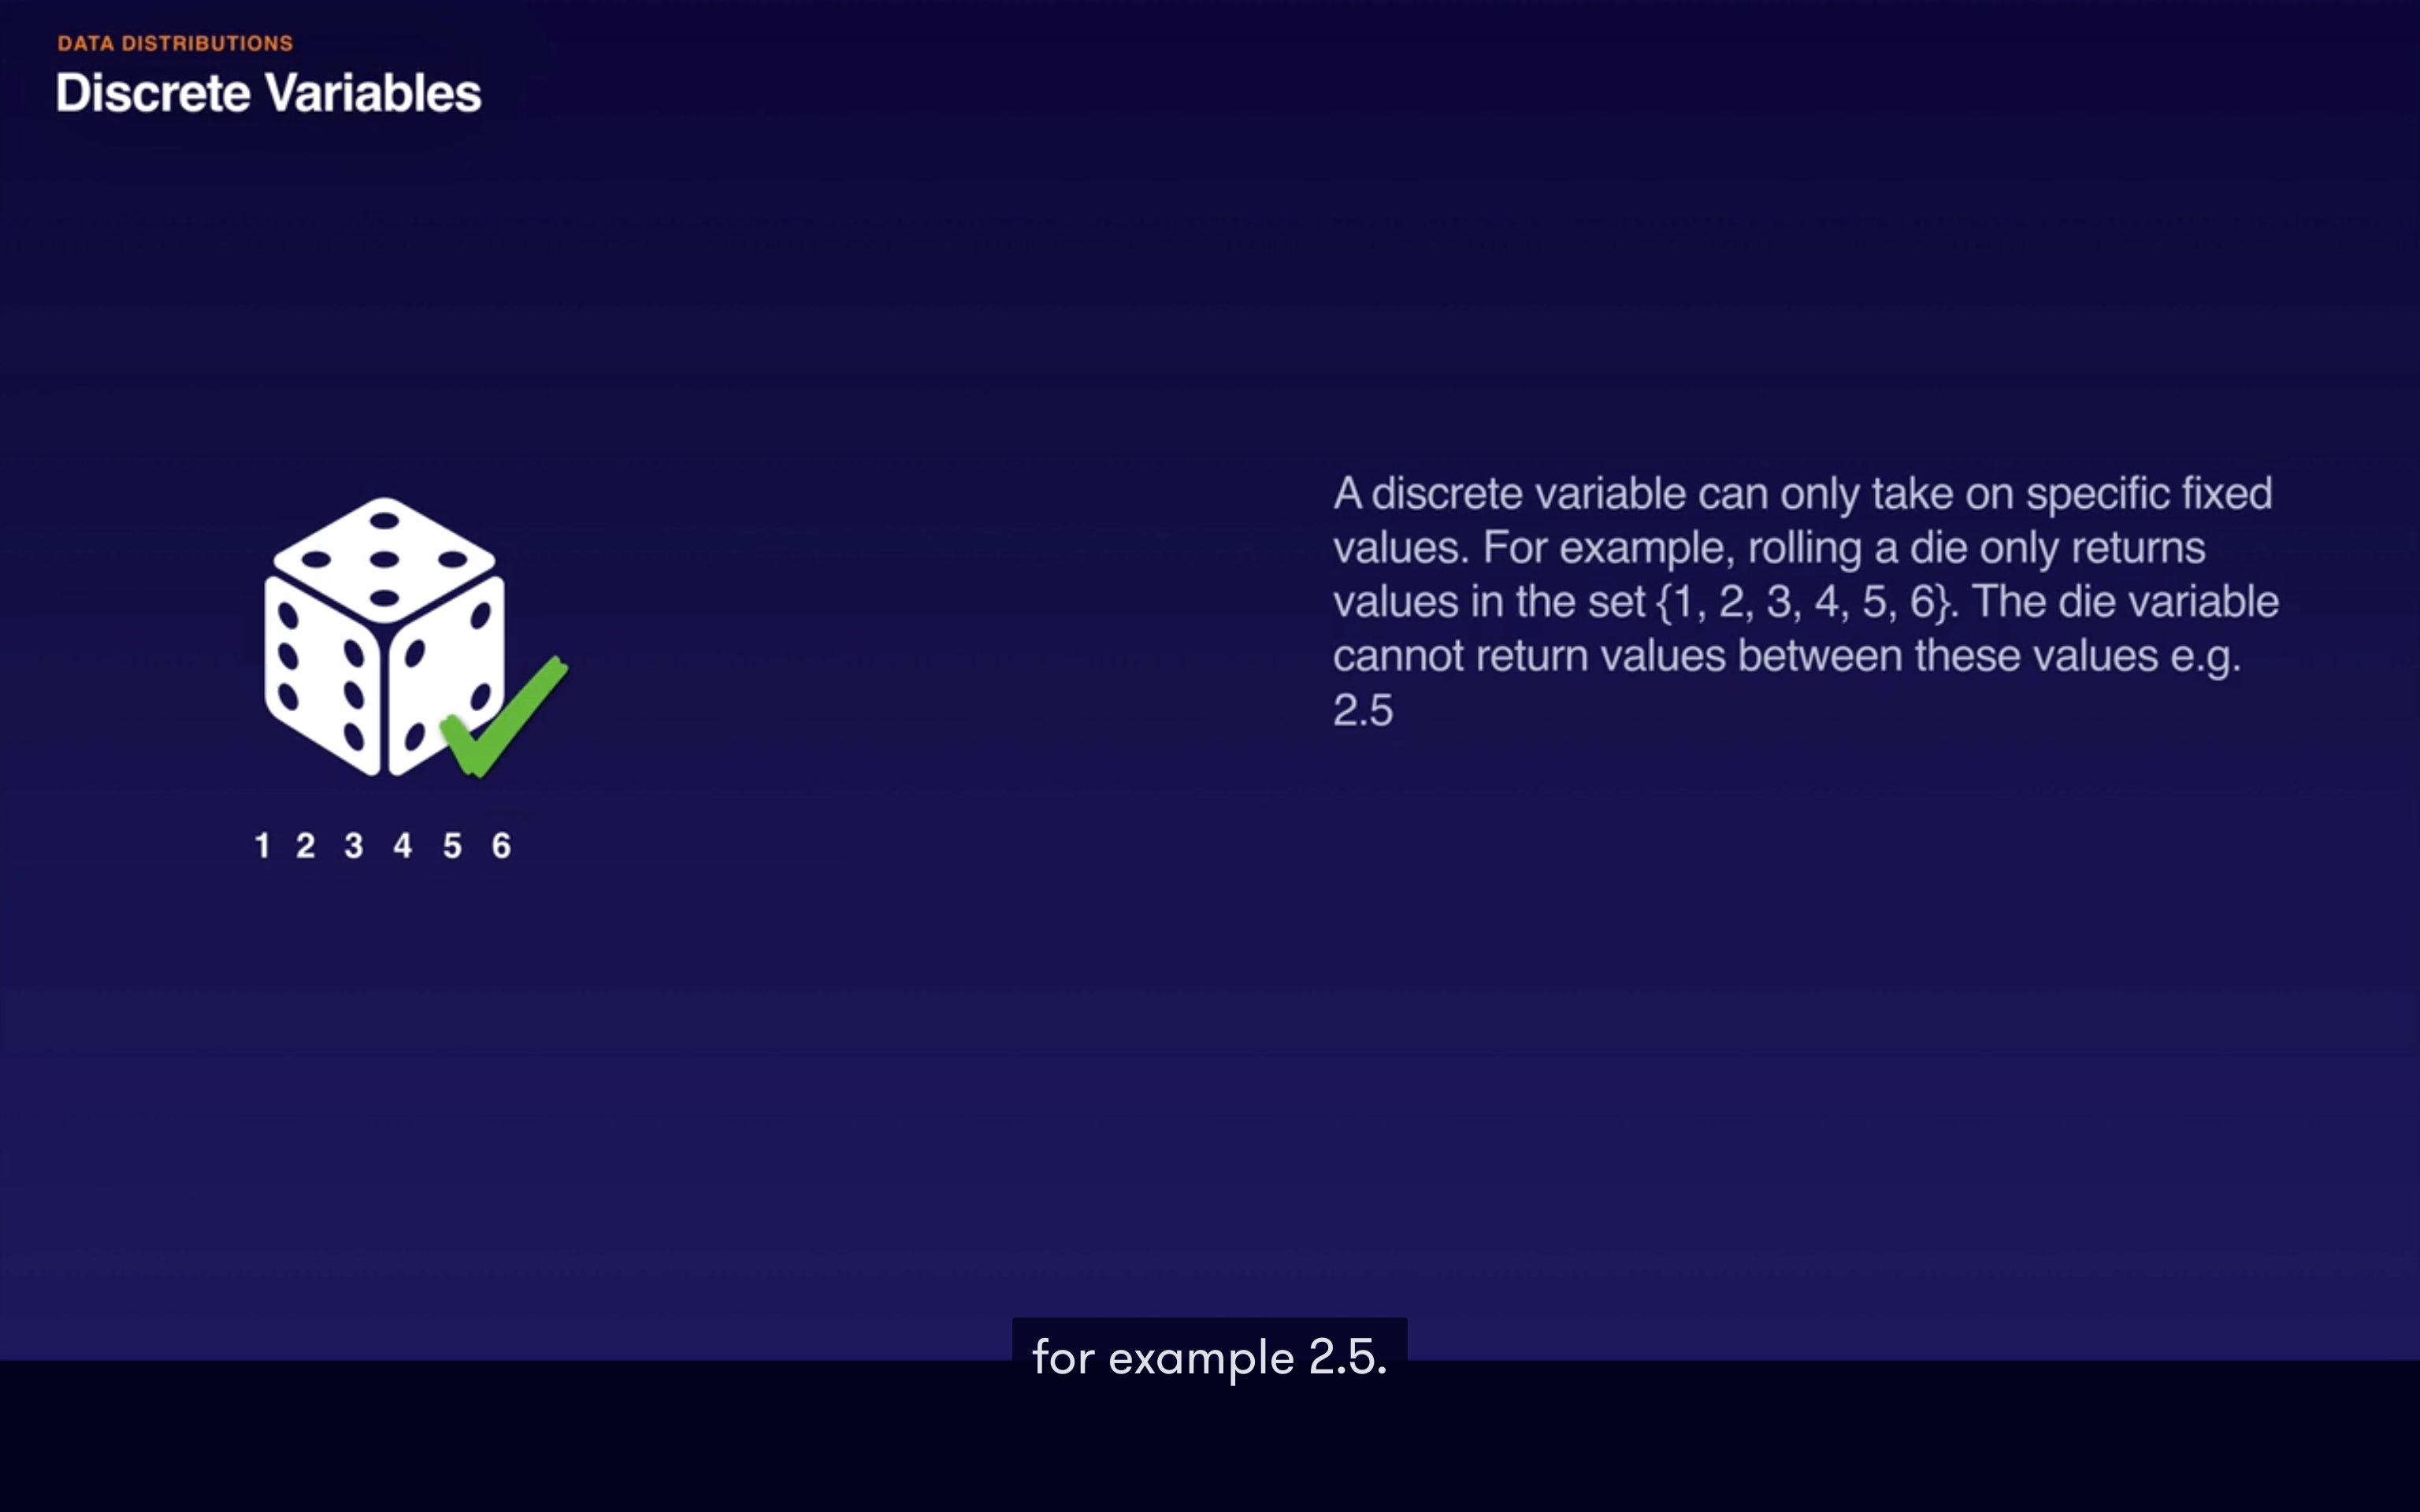 DATA DISTRIBUTIONS
Discrete Variables
A discrete variable can only take on specific fixed
values. For example, rolling a die only returns
values in the set {1, 2, 3, 4, 5, 6}. The die variable
cannot return values between these values e.g.
2.5
1 2 3 4 5 6
for example 2.5.